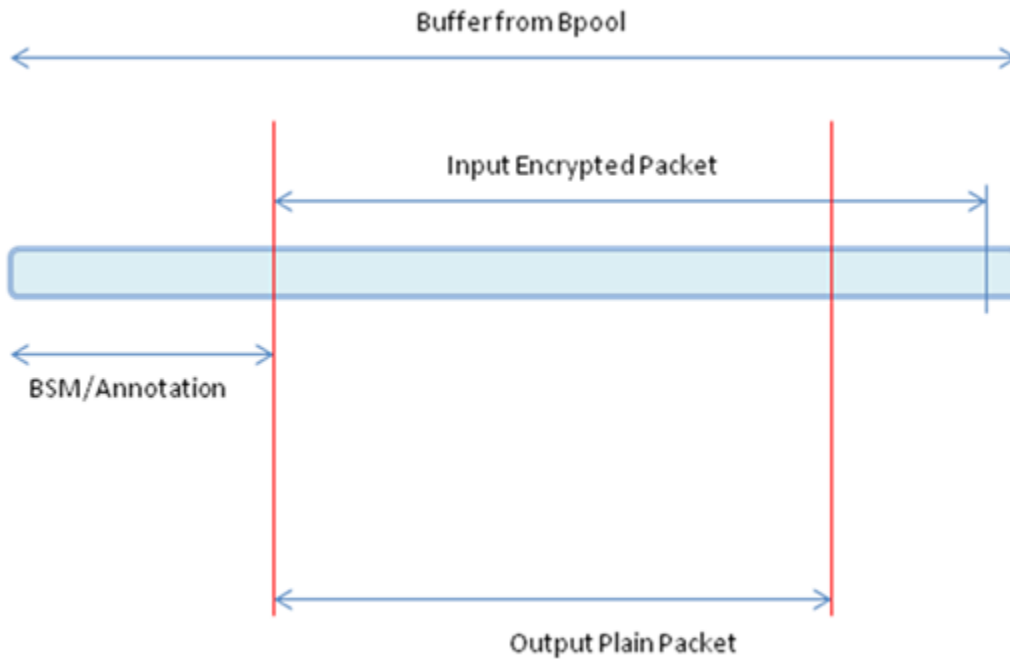 Buffer from Bpool
Input Encrypted Packet
BSM/Annotation
Output Plain Packet